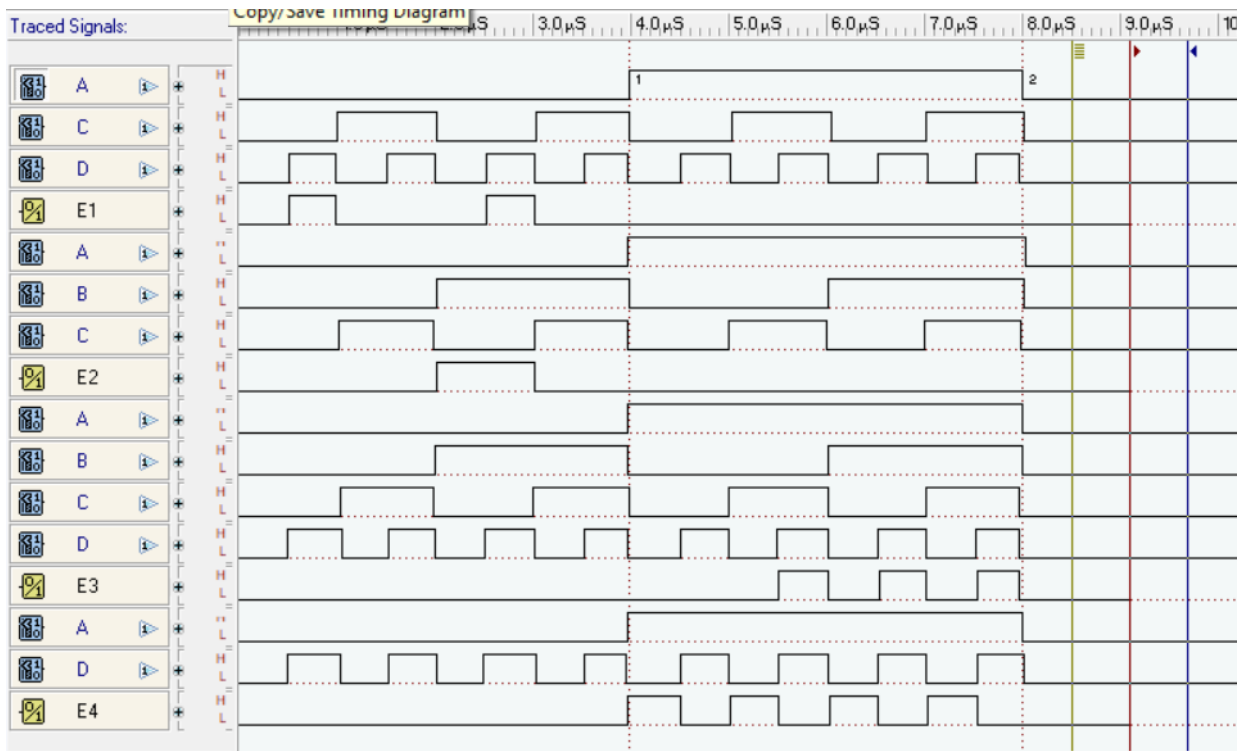 Copy/Save Timing Diagram
Traced Signals:
3.0µS 4.0µS 5.0µS 6.0µS 7.0µS 8.0µS 9.0µS 10
A H L 1 2
C H L
D H L
E1 H L
A L
B H L
C H L
E2 H L
A L
B H L
C H L
D H L
E3 H L
A L
D H L
E4 H L